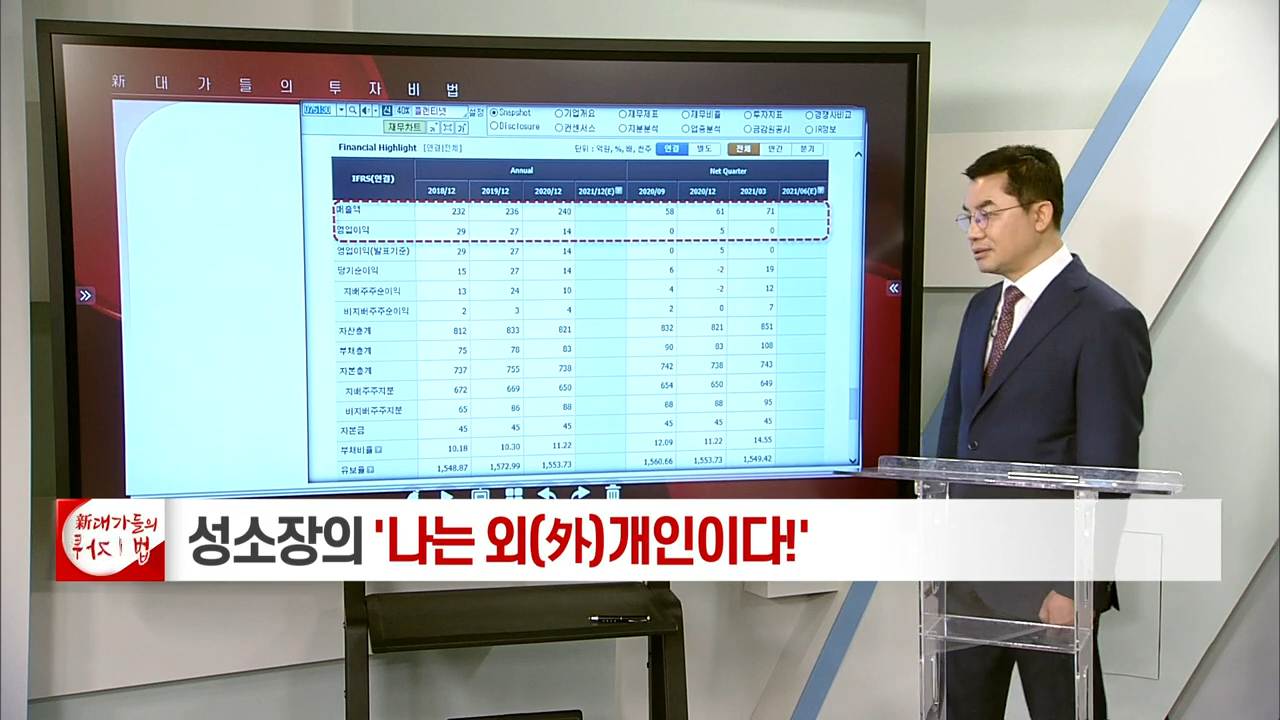 新 대 가 들 의 투 자 비 법
075130 신 40% 플랜티넷 설정 Snapshot 기업개요 재무제표 재무비율 투자지표 경쟁사비교
재무차트 가 가 Disclosure 컨센서스 지분분석 업종분석 금감원공시 IR정보
Financial Highlight [연결|전체] 단위 : 억원, %, 배, 천주 연결 별도 전체 연간 분기
IFRS(연결) Annual Net Quarter
2018/12 2019/12 2020/12 2021/12(E) 2020/09 2020/12 2021/03 2021/06(E)
매출액 232 236 240 58 61 71
영업이익 29 27 14 0 5 0
영업이익(발표기준) 29 27 14 0 5 0
당기순이익 15 27 14 6 -2 19
지배주주순이익 13 24 10 4 -2 12
비지배주주순이익 2 3 4 2 0 7
자산총계 812 833 821 832 821 851
부채총계 75 78 83 90 83 108
자본총계 737 755 738 742 738 743
지배주주지분 672 669 650 654 650 649
비지배주주지분 65 86 88 88 88 95
자본금 45 45 45 45 45 45
부채비율 10.18 10.30 11.22 12.09 11.22 14.55
유보율 1,548.87 1,572.99 1,553.73 1,560.66 1,553.73 1,549.42
新대가들의
투자비법
성소장의 '나는 외(外)개인이다!'